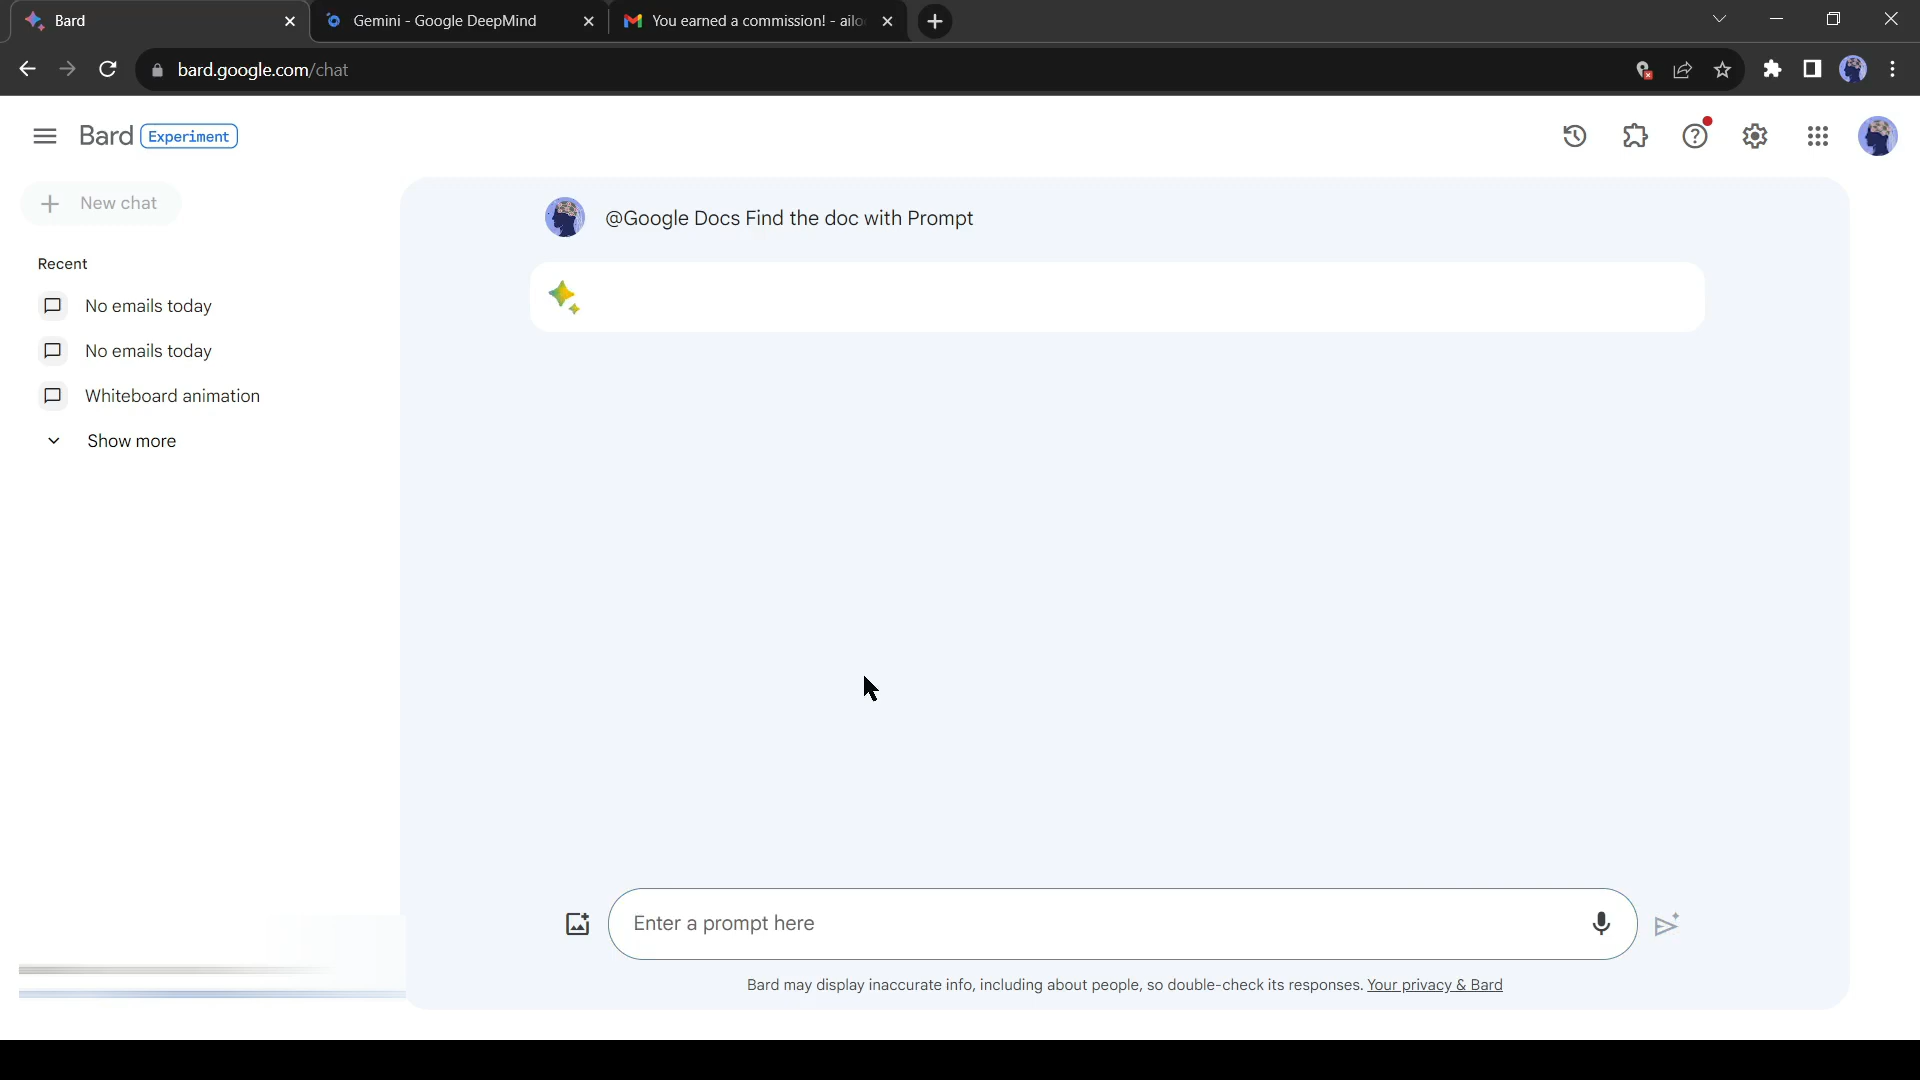 Bard
Gemini - Google DeepMind
You earned a commission! - ailo
bard.google.com/chat
Bard Experiment
New chat
@Google Docs Find the doc with Prompt
Recent
No emails today
No emails today
Whiteboard animation
Show more
Enter a prompt here
Bard may display inaccurate info, including about people, so double-check its responses. Your privacy & Bard